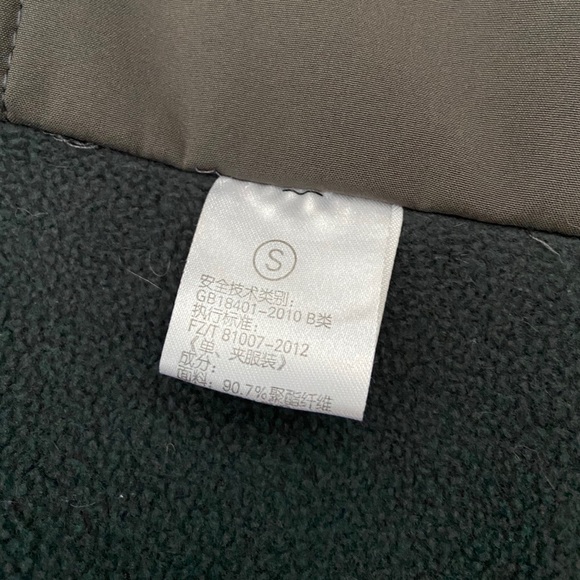 S
安全技术类别:
GB18401-2010 B类
执行标准:
FZ/T 81007-2012
《单、夹服装》
成分:
面料: 90.7%聚酯纤维